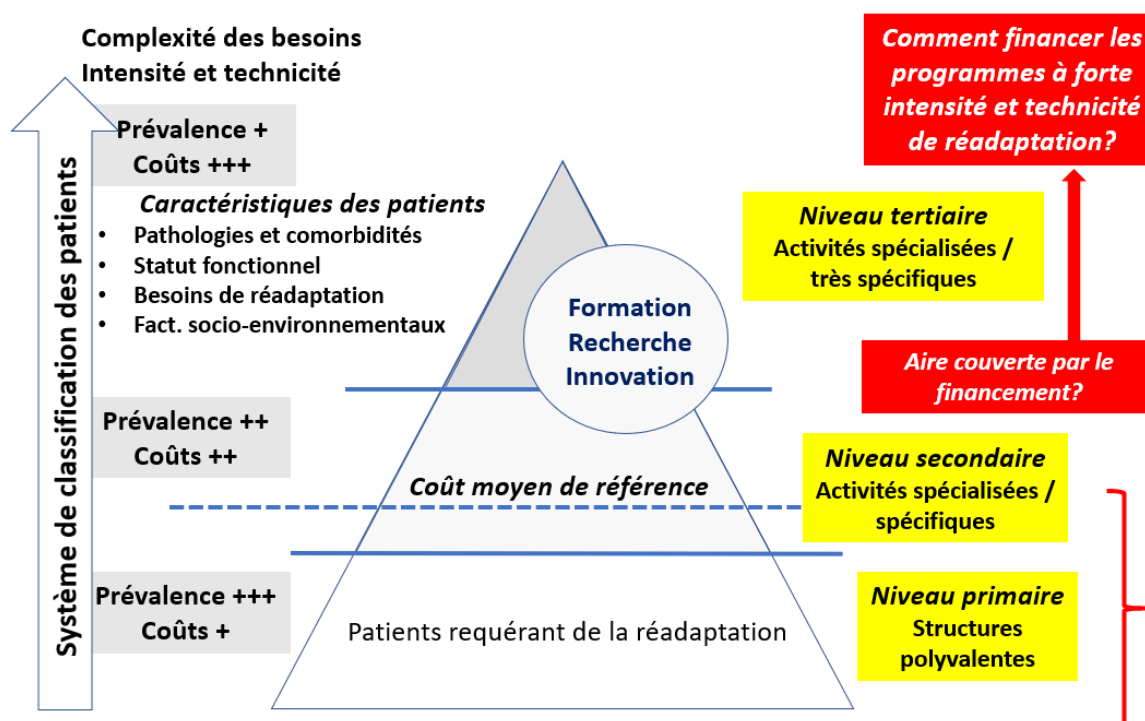 Complexité des besoins
Intensité et technicité
Système de classification des patients
Prévalence +
Coûts +++
Caractéristiques des patients
• Pathologies et comorbidités
• Statut fonctionnel
• Besoins de réadaptation
• Fact. socio-environnementaux
Prévalence ++
Coûts ++
Prévalence +++
Coûts +
Formation
Recherche
Innovation
Coût moyen de référence
Patients requérant de la réadaptation
Comment financer les
programmes à forte
intensité et technicité
de réadaptation?
Niveau tertiaire
Activités spécialisées /
très spécifiques
Aire couverte par le
financement?
Niveau secondaire
Activités spécialisées /
spécifiques
Niveau primaire
Structures
polyvalentes